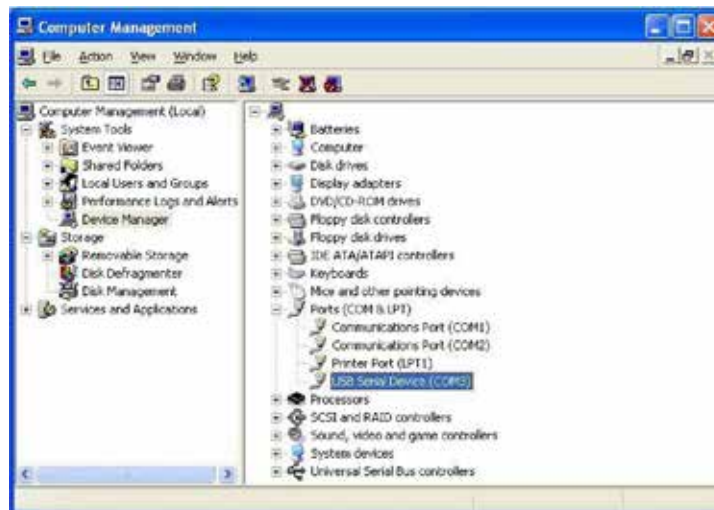 Computer Management
File Action View Window Help
Computer Management (Local)
System Tools
Event Viewer
Shared Folders
Local Users and Groups
Performance Logs and Alerts
Device Manager
Storage
Removable Storage
Disk Defragmenter
Disk Management
Services and Applications
Batteries
Computer
Disk drives
Display adapters
DVD/CD-ROM drives
Floppy disk controllers
Floppy disk drives
IDE ATA/ATAPI controllers
Keyboards
Mice and other pointing devices
Ports (COM & LPT)
Communications Port (COM1)
Communications Port (COM2)
Printer Port (LPT1)
USB Serial Device (COM3)
Processors
SCSI and RAID controllers
Sound, video and game controllers
System devices
Universal Serial Bus controllers